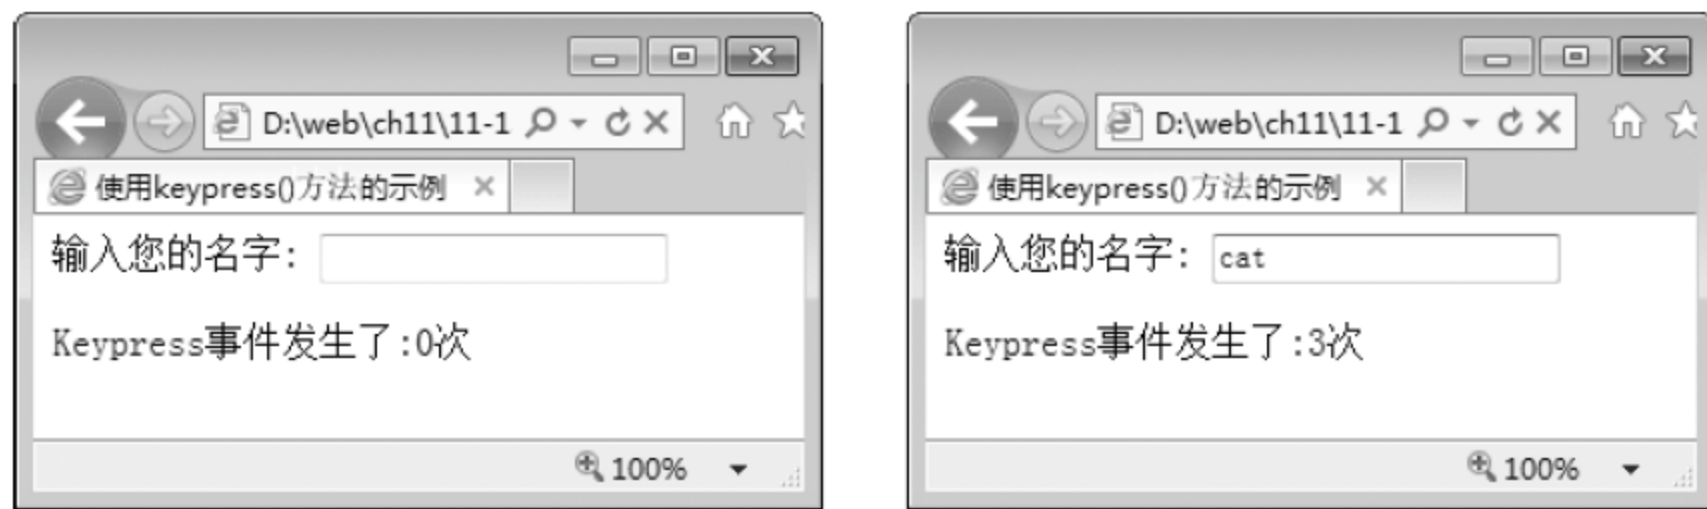 D:\web\ch11\11-1
使用keypress()方法的示例
输入您的名字:
Keypress事件发生了:0次
100%
D:\web\ch11\11-1
使用keypress()方法的示例
输入您的名字: cat
Keypress事件发生了:3次
100%